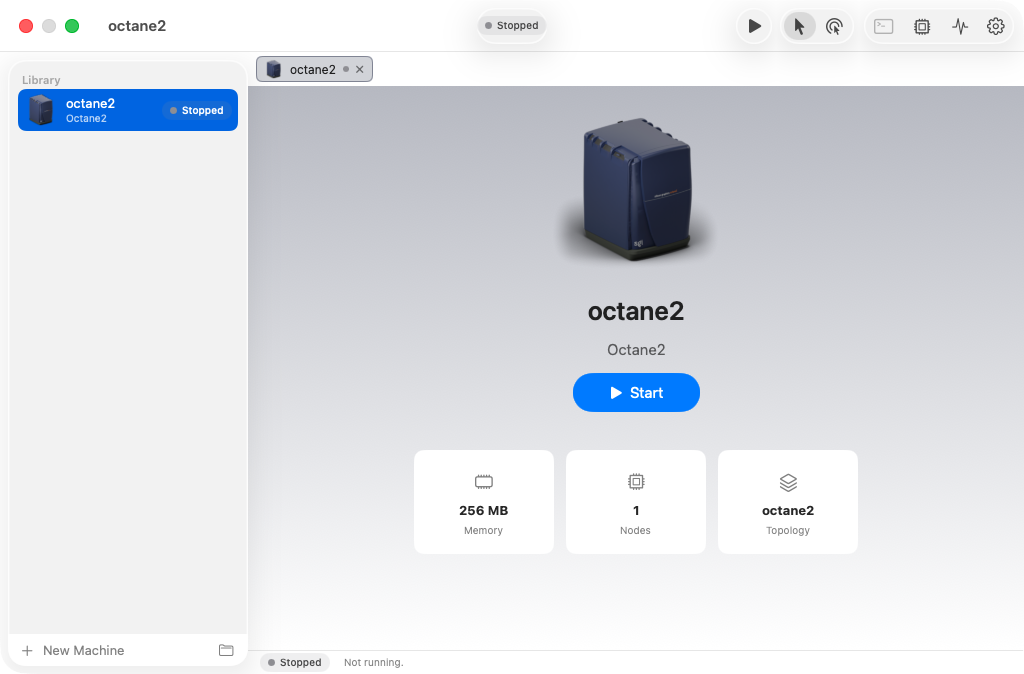 octane2
Stopped
Library
octane2
Octane2
Stopped
octane2
sgi
octane2
Octane2
Start
256 MB
Memory
1
Nodes
octane2
Topology
New Machine
Stopped
Not running.